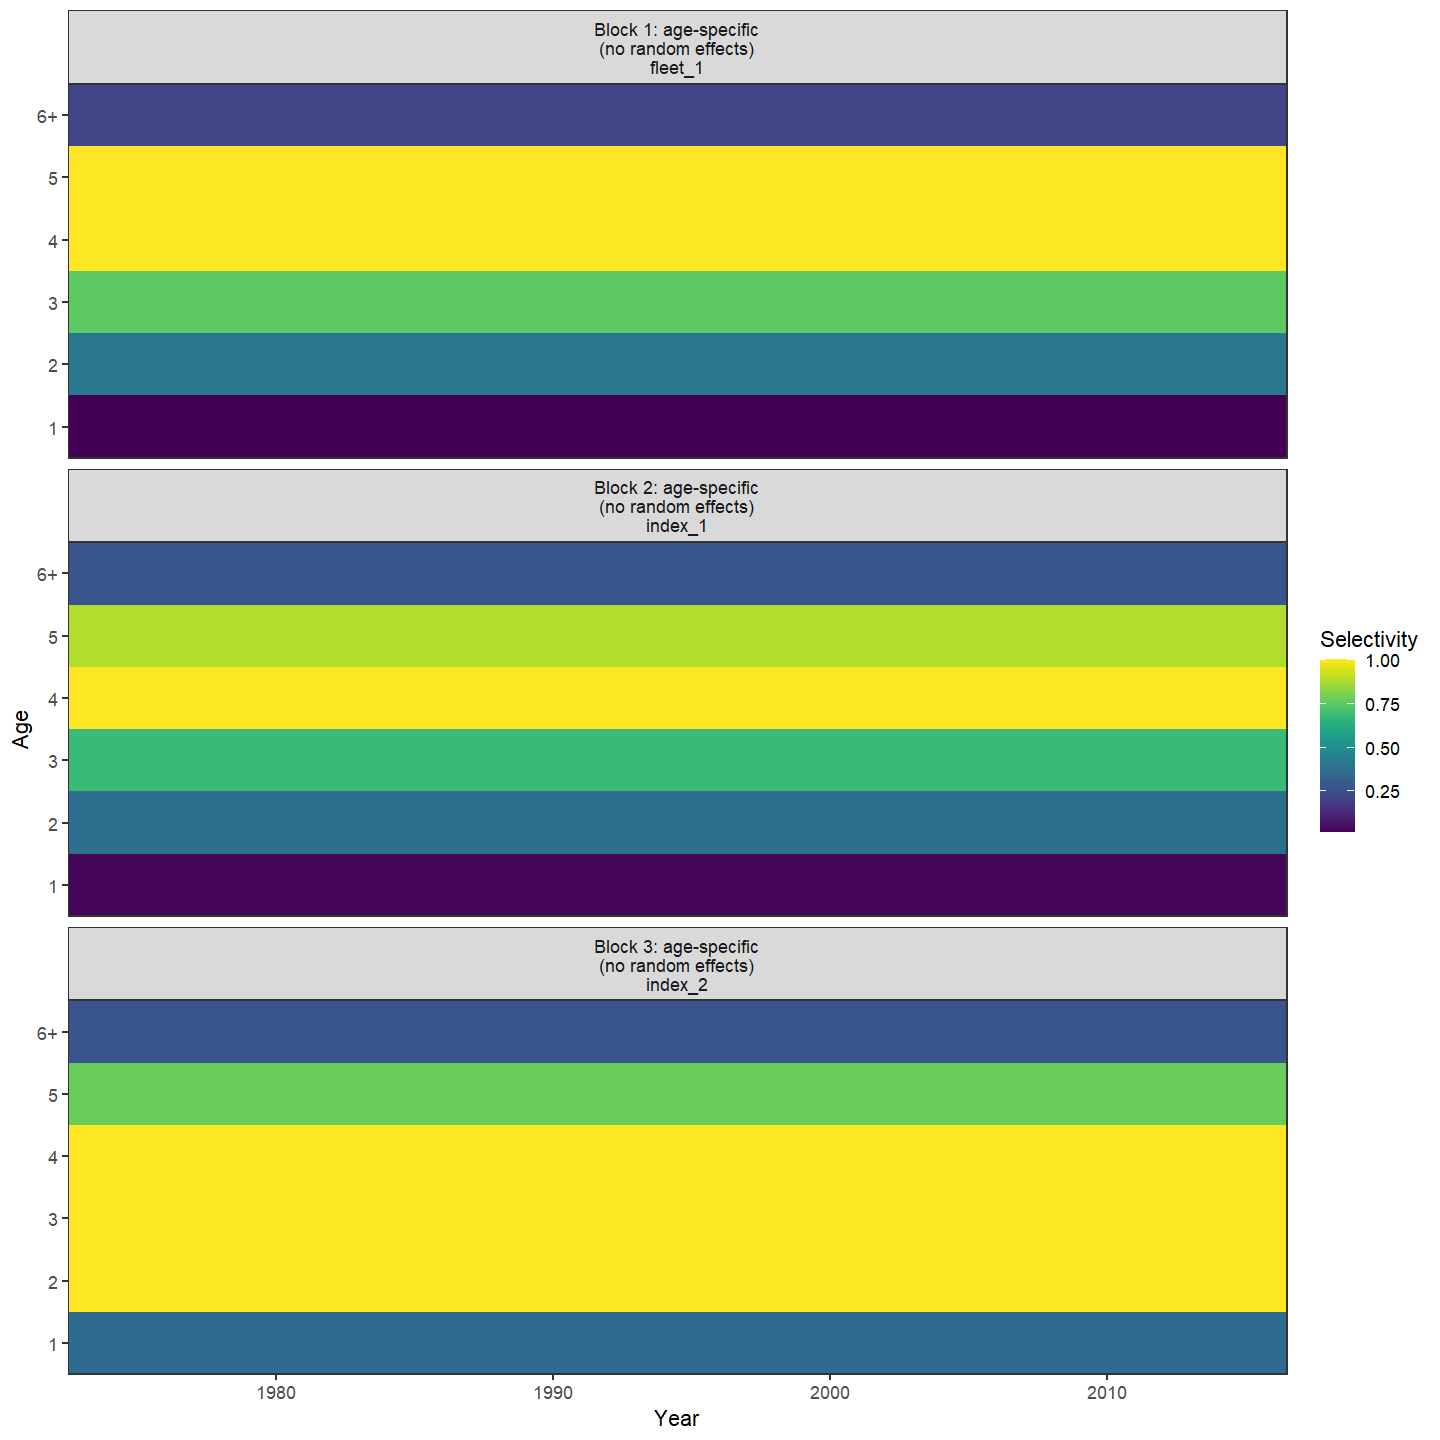 Block 1: age-specific
(no random effects)
fleet_1
6+
5
4
3
2
1
Block 2: age-specific
(no random effects)
index_1
6+
5
4
3
2
1
Block 3: age-specific
(no random effects)
index_2
6+
5
4
3
2
1
1980 1990 2000 2010
Year
Age
Selectivity
1.00
0.75
0.50
0.25